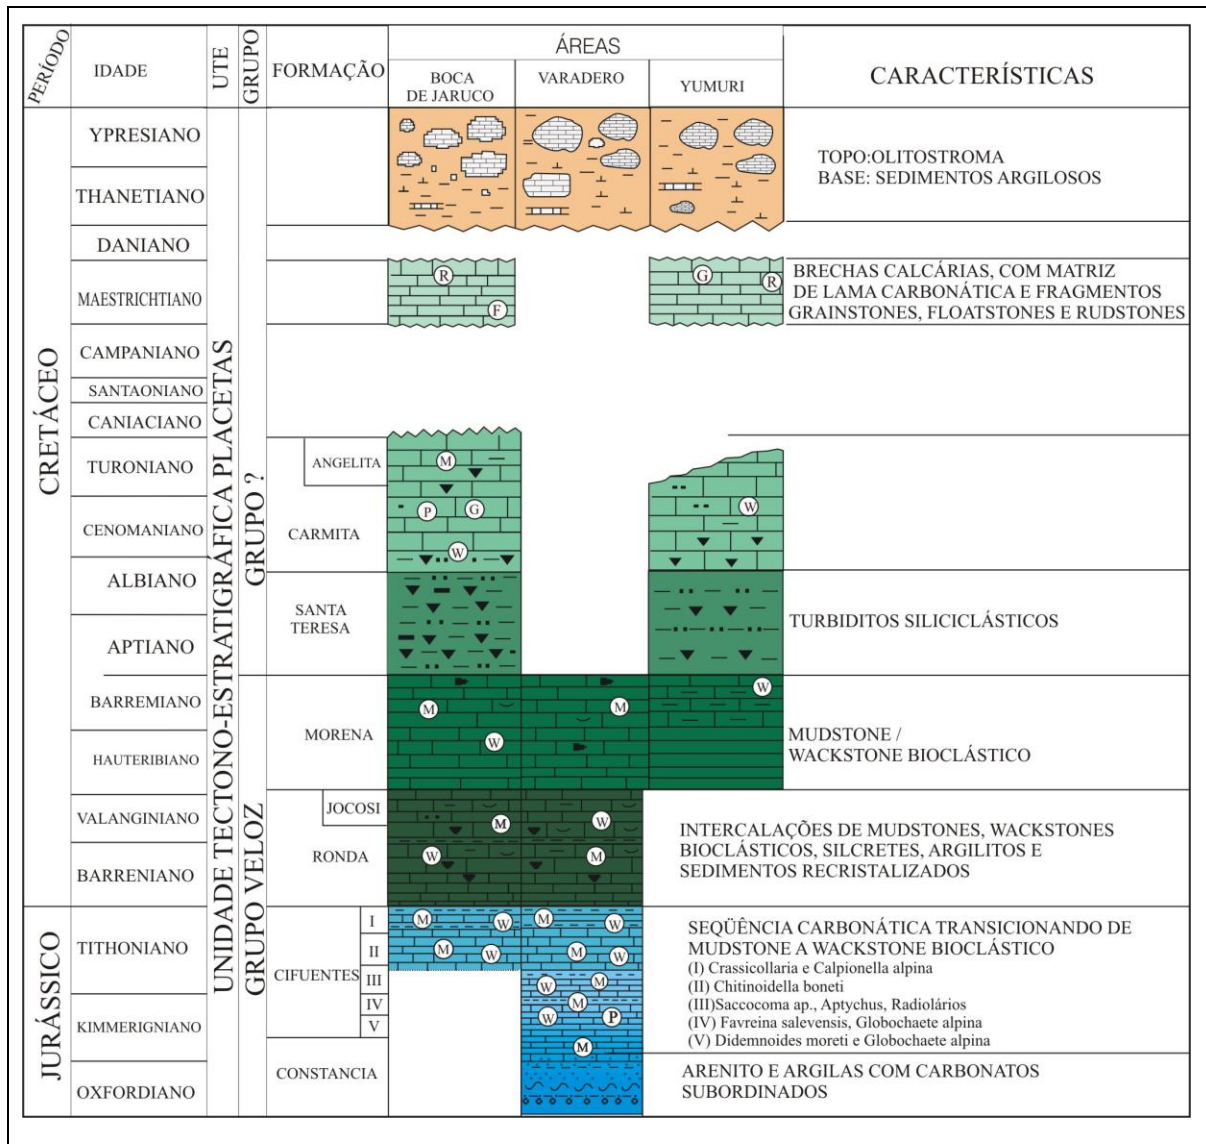 PERÍODO
IDADE
UTE
GRUPO
FORMAÇÃO
ÁREAS
BOCA
DE JARUCO
VARADERO
YUMURI
CARACTERÍSTICAS
CRETÁCEO
JURÁSSICO
YPRESIANO
THANETIANO
DANIANO
MAESTRICHTIANO
CAMPANIANO
SANTAONIANO
CANIACIANO
TURONIANO
CENOMANIANO
ALBIANO
APTIANO
BARREMIANO
HAUTERIBIANO
VALANGINIANO
BARRENIANO
TITHONIANO
KIMMERIGNIANO
OXFORDIANO
UNIDADE TECTONO-ESTRATIGRÁFICA PLACETAS
GRUPO ?
GRUPO VELOZ
ANGELITA
CARMITA
SANTA
TERESA
MORENA
JOCOSI
RONDA
CIFUENTES
I
II
III
IV
V
CONSTANCIA
R
F
G
R
M
P
G
W
W
M
W
M
W
M
W
W
M
M
W
M
W
M
W
M
W
W
M
M
W
P
M
TOPO:OLITOSTROMA
BASE: SEDIMENTOS ARGILOSOS
BRECHAS CALCÁRIAS, COM MATRIZ
DE LAMA CARBONÁTICA E FRAGMENTOS
GRAINSTONES, FLOATSTONES E RUDSTONES
TURBIDITOS SILICICLÁSTICOS
MUDSTONE /
WACKSTONE BIOCLÁSTICO
INTERCALAÇÕES DE MUDSTONES, WACKSTONES
BIOCLÁSTICOS, SILCRETES, ARGILITOS E
SEDIMENTOS RECRISTALIZADOS
SEQÜÊNCIA CARBONÁTICA TRANSICIONANDO DE
MUDSTONE A WACKSTONE BIOCLÁSTICO
(I) Crassicollaria e Calpionella alpina
(II) Chitinoidella boneti
(III)Saccocoma ap., Aptychus, Radiolários
(IV) Favreina salevensis, Globochaete alpina
(V) Didemnoides moreti e Globochaete alpina
ARENITO E ARGILAS COM CARBONATOS
SUBORDINADOS